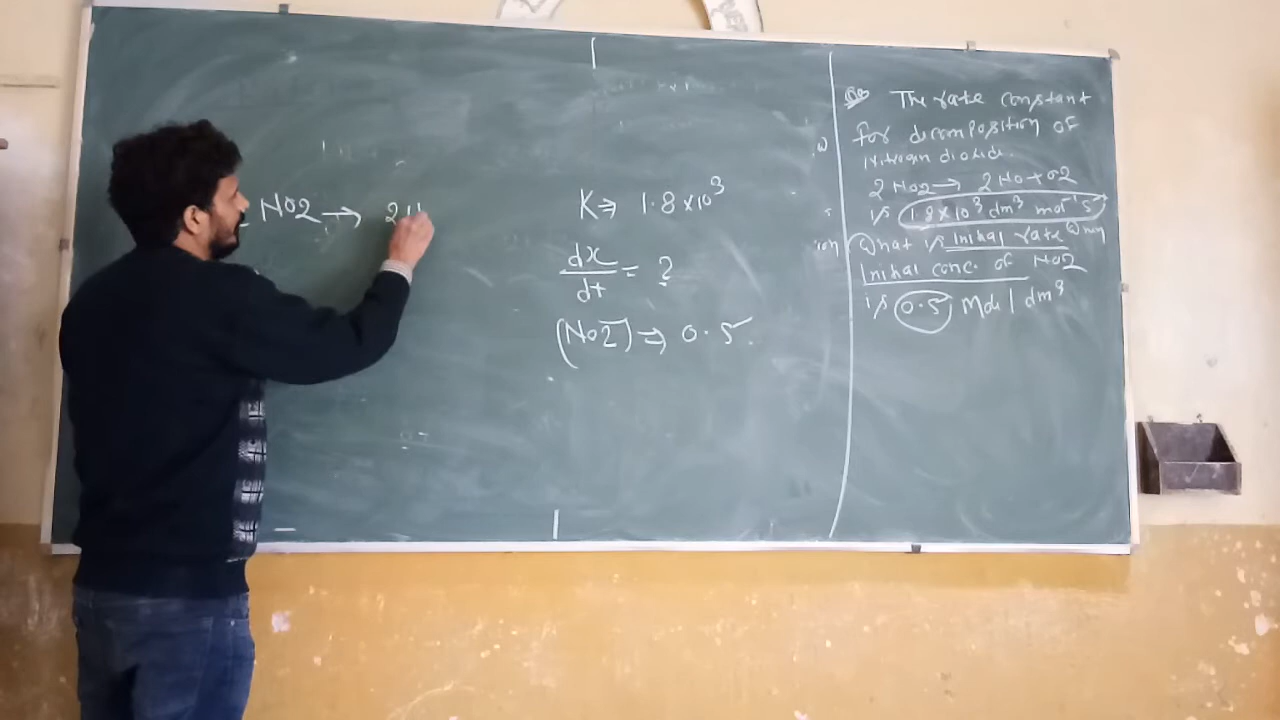 NO2 → 2N
K ⇒ 1.8 × 10³
dx
dt = ?
(NO2) ⇒ 0.5
The rate constant
for decomposition of
Nitrogen dioxide.
2 NO2 → 2 NO + O2
is 1.8 × 10³ dm³ mol⁻¹ S⁻¹
What is Initial rate when
Initial conc. of NO2
is 0.5 Mol / dm³